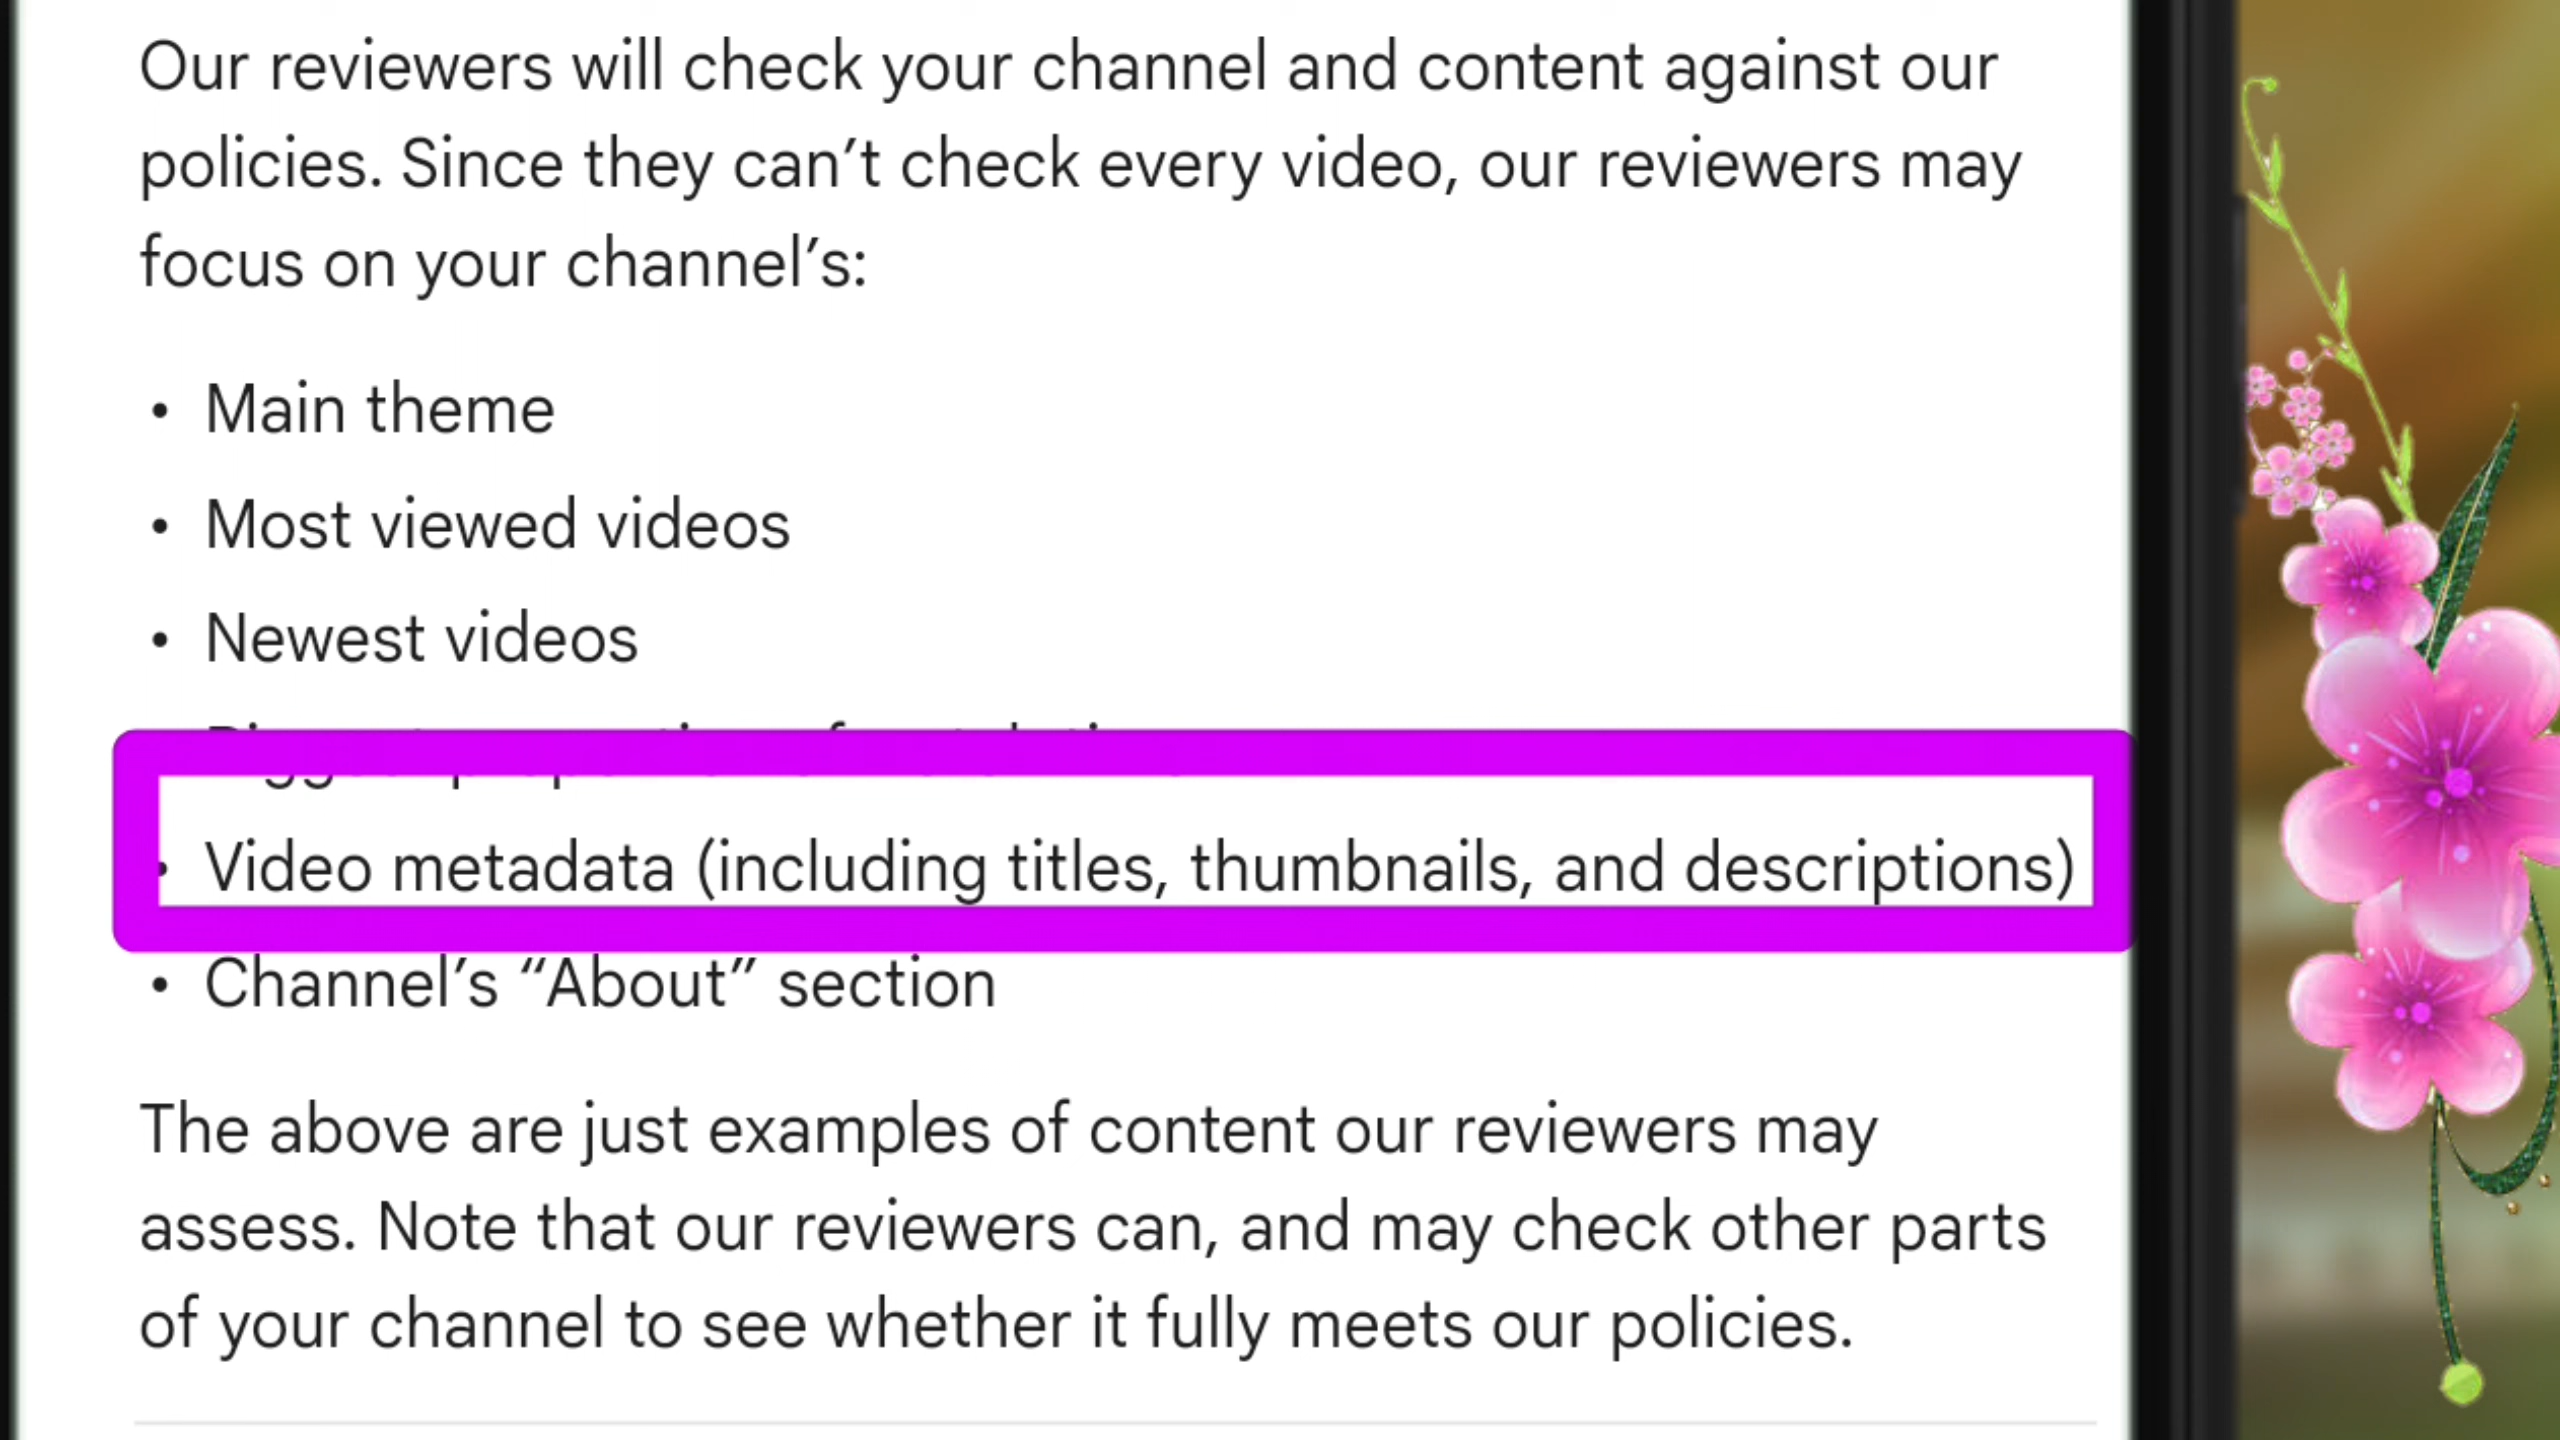 Our reviewers will check your channel and content against our
policies. Since they can’t check every video, our reviewers may
focus on your channel’s:
• Main theme
• Most viewed videos
• Newest videos
• Video metadata (including titles, thumbnails, and descriptions)
• Channel’s “About” section
The above are just examples of content our reviewers may
assess. Note that our reviewers can, and may check other parts
of your channel to see whether it fully meets our policies.